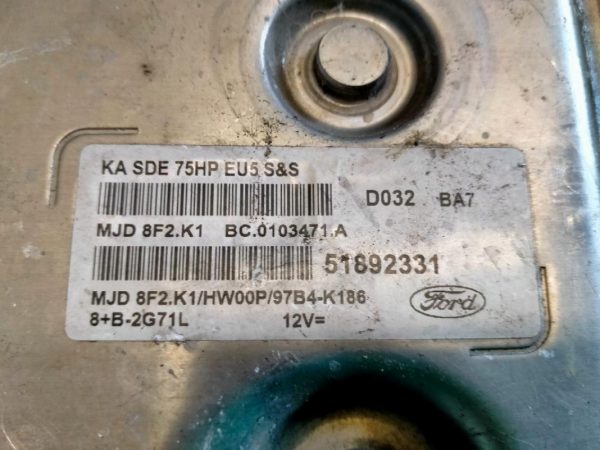 KA SDE 75HP EU5 S&S
D032 BA7
MJD 8F2.K1 BC.0103471.A
51892331
MJD 8F2.K1/HW00P/97B4-K186
8+B-2G71L 12V=
Ford